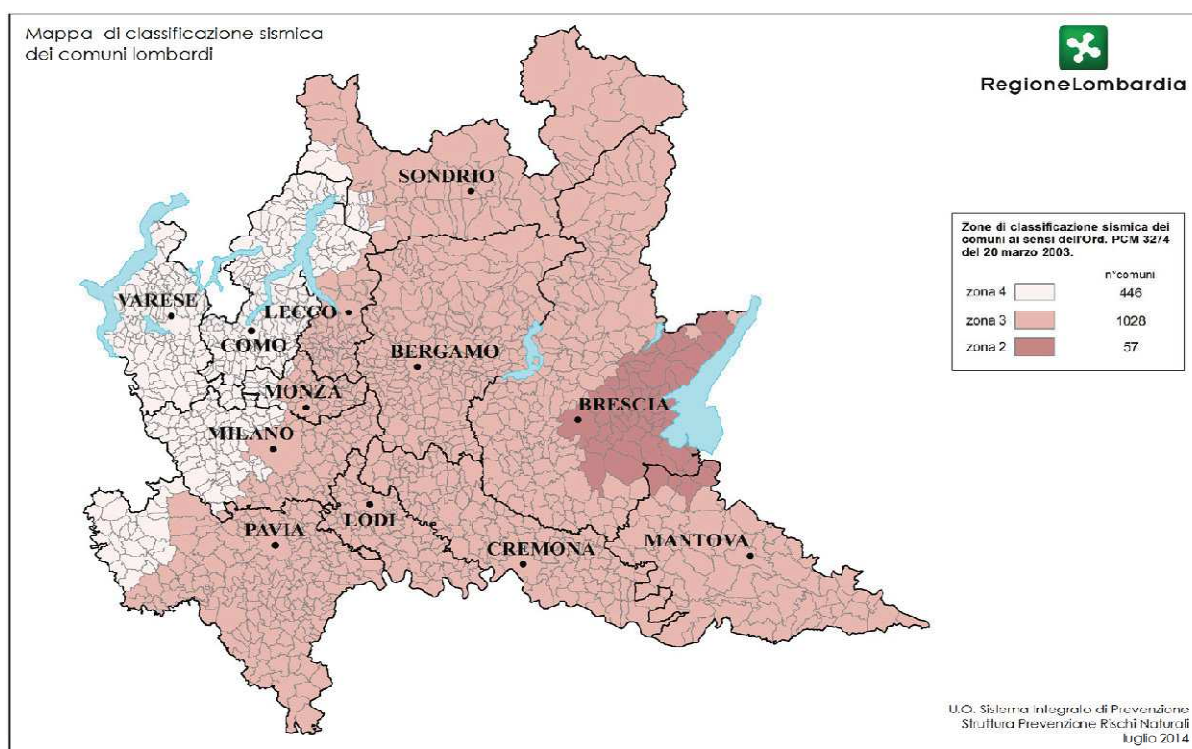 Mappa di classificazione sismica
dei comuni lombardi
RegioneLombardia
SONDRIO
VARESE
LECCO
COMO
BERGAMO
MONZA
BRESCIA
MILANO
LODI
PAVIA
CREMONA
MANTOVA
Zone di classificazione sismica dei
comuni ai sensi dell'Ord. PCM 3274
del 20 marzo 2003.
n°comuni
zona 4 446
zona 3 1028
zona 2 57
U.O. Sistema Integrato di Prevenzione
Struttura Prevenzione Rischi Naturali
luglio 2014